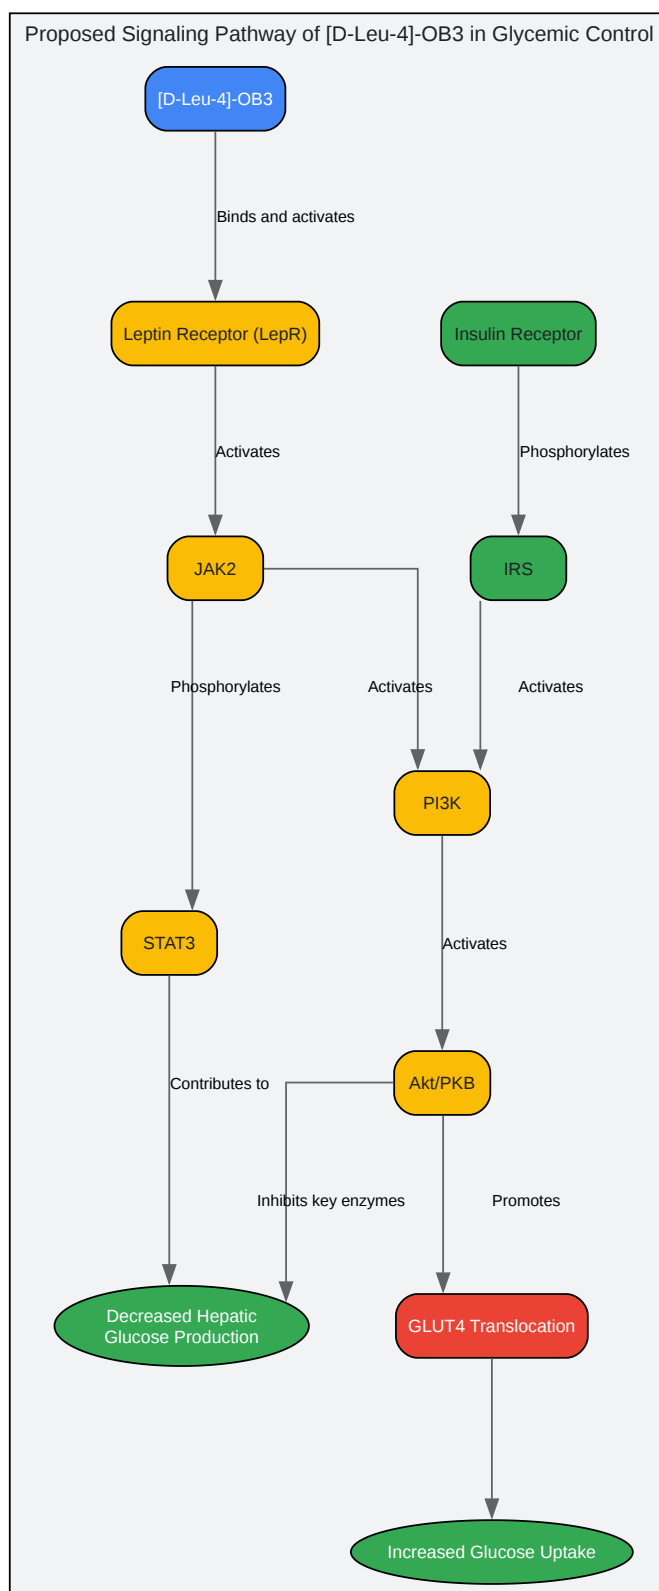 Proposed Signaling Pathway of [D-Leu-4]-OB3 in Glycemic Control
[D-Leu-4]-OB3
Binds and activates
Leptin Receptor (LepR)
Insulin Receptor
Activates
Phosphorylates
JAK2
IRS
Phosphorylates
Activates
Activates
PI3K
STAT3
Activates
Akt/PKB
Contributes to
Inhibits key enzymes
Promotes
Decreased Hepatic
Glucose Production
GLUT4 Translocation
Increased Glucose Uptake